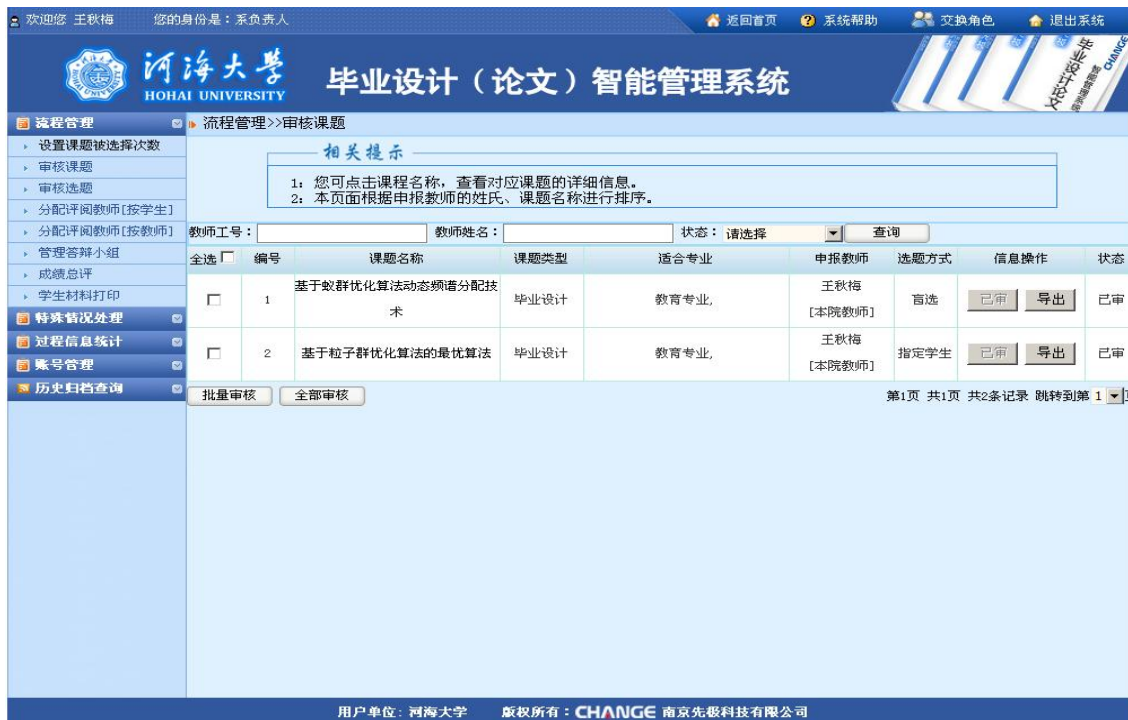 欢迎您 王秋梅 您的身份是：系负责人 返回首页 系统帮助 交换角色 退出系统
河海大学
HOHAI UNIVERSITY
毕业设计（论文）智能管理系统
毕业设计论文
智能管理系统
CHANGE
流程管理
设置课题被选择次数
审核课题
审核选题
分配评阅教师[按学生]
分配评阅教师[按教师]
管理答辩小组
成绩总评
学生材料打印
特殊情况处理
过程信息统计
账号管理
历史归档查询
流程管理>>审核课题
相关提示
1：您可点击课程名称，查看对应课题的详细信息。
2：本页面根据申报教师的姓氏、课题名称进行排序。
教师工号： 教师姓名： 状态： 请选择 查询
全选 编号 课题名称 课题类型 适合专业 申报教师 选题方式 信息操作 状态
1 基于蚁群优化算法动态频谱分配技术 毕业设计 教育专业, 王秋梅 [本院教师] 盲选 已审 导出 已审
2 基于粒子群优化算法的最优算法 毕业设计 教育专业, 王秋梅 [本院教师] 指定学生 已审 导出 已审
批量审核 全部审核 第1页 共1页 共2条记录 跳转到第 1
用户单位：河海大学 版权所有：CHANGE 南京先极科技有限公司